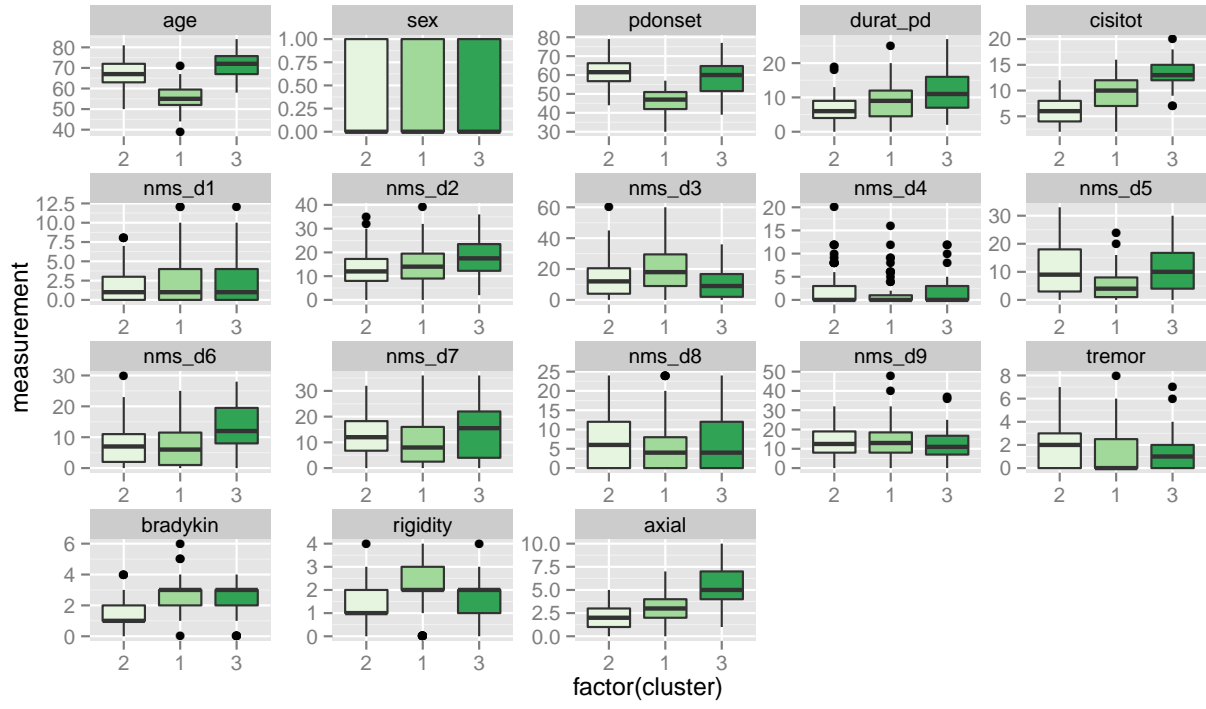 age sex pdonset durat_pd cisitot
80 70 60 50 40
1.00 0.75 0.50 0.25 0.00
80 70 60 50 40 30
20 10 0
20 15 10 5
2 1 3 2 1 3 2 1 3 2 1 3 2 1 3
nms_d1 nms_d2 nms_d3 nms_d4 nms_d5
12.5 10.0 7.5 5.0 2.5 0.0
40 30 20 10 0
60 40 20 0
20 15 10 5 0
30 20 10 0
2 1 3 2 1 3 2 1 3 2 1 3 2 1 3
measurement
nms_d6 nms_d7 nms_d8 nms_d9 tremor
30 20 10 0
30 20 10 0
25 20 15 10 5 0
50 40 30 20 10 0
8 6 4 2 0
2 1 3 2 1 3 2 1 3 2 1 3 2 1 3
bradykin rigidity axial
6 4 2 0
4 3 2 1 0
10.0 7.5 5.0 2.5 0.0
2 1 3 2 1 3 2 1 3
factor(cluster)